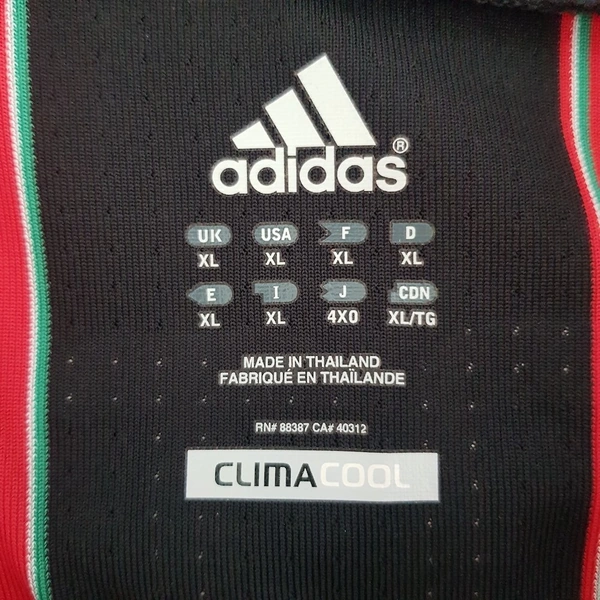 adidas®
UK USA F D
XL XL XL XL
E I J CDN
XL XL 4XO XL/TG
MADE IN THAILAND
FABRIQUÉ EN THAÏLANDE
RN# 88387 CA# 40312
CLIMACOOL